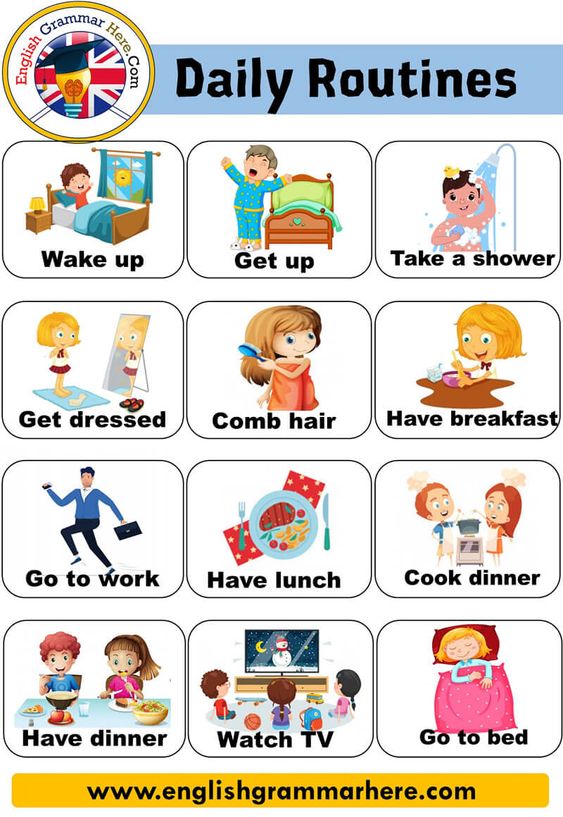 English Grammar Here.Com
Daily Routines
Wake up
Get up
Take a shower
Get dressed
Comb hair
Have breakfast
Go to work
Have lunch
Cook dinner
Have dinner
Watch TV
Go to bed
www.englishgrammarhere.com